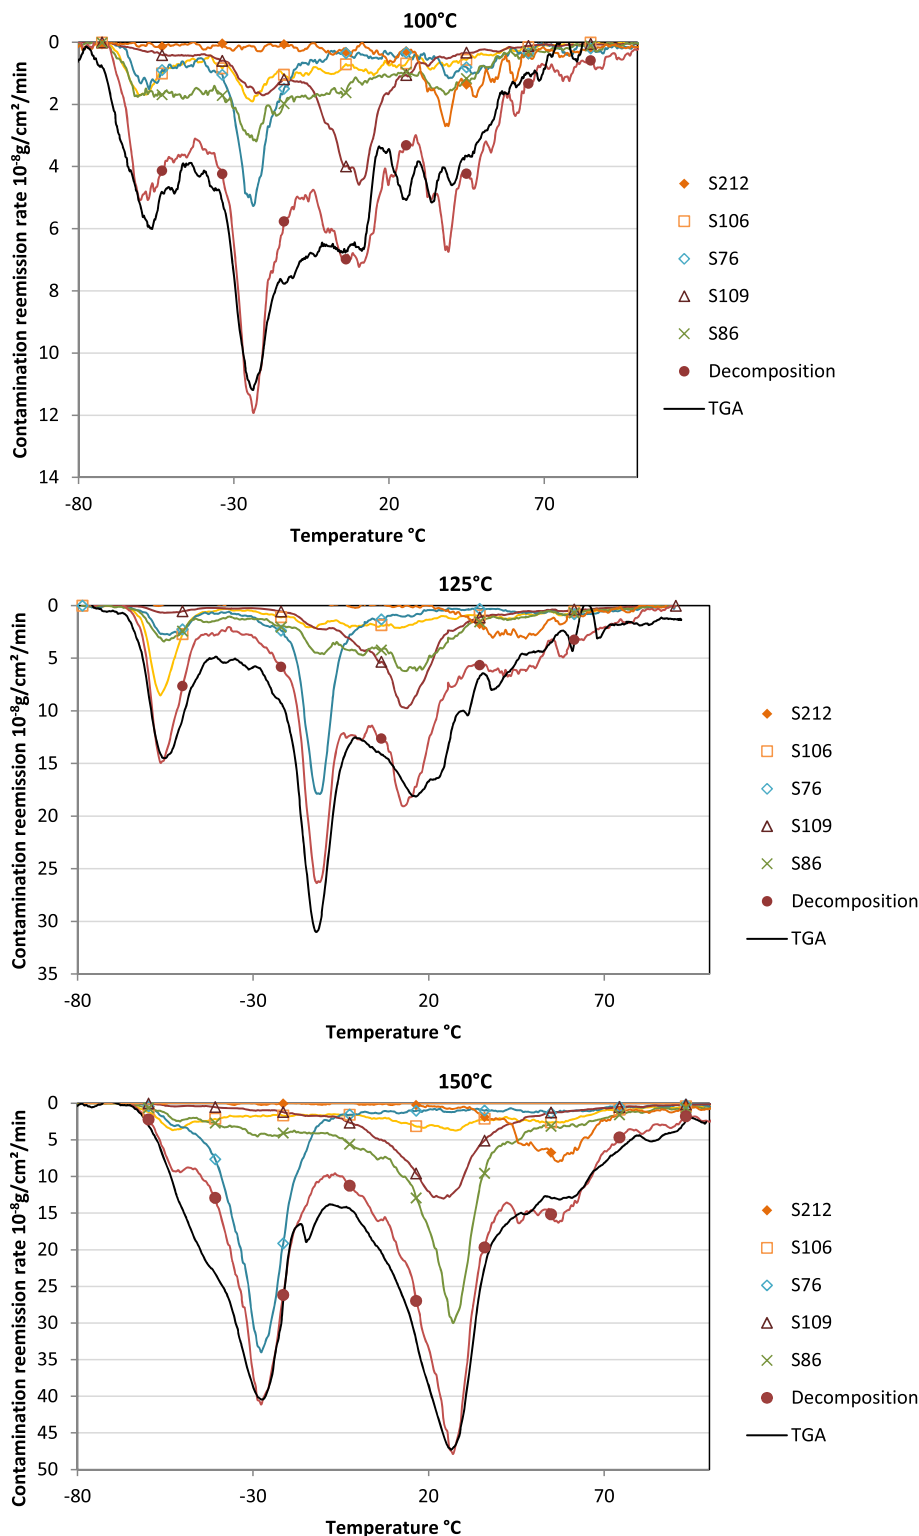 100°C
Contamination reemission rate 10⁻⁸g/cm²/min
0
2
4
6
8
10
12
14
-80
-30
20
70
Temperature °C
S212
S106
S76
S109
S86
Decomposition
TGA
125°C
Contamination reemission 10⁻⁸g/cm²/min
0
5
10
15
20
25
30
35
-80
-30
20
70
Temperature °C
S212
S106
S76
S109
S86
Decomposition
TGA
150°C
Contamination reemission rate 10⁻⁸g/cm²/min
0
5
10
15
20
25
30
35
40
45
50
-80
-30
20
70
Temperature °C
S212
S106
S76
S109
S86
Decomposition
TGA